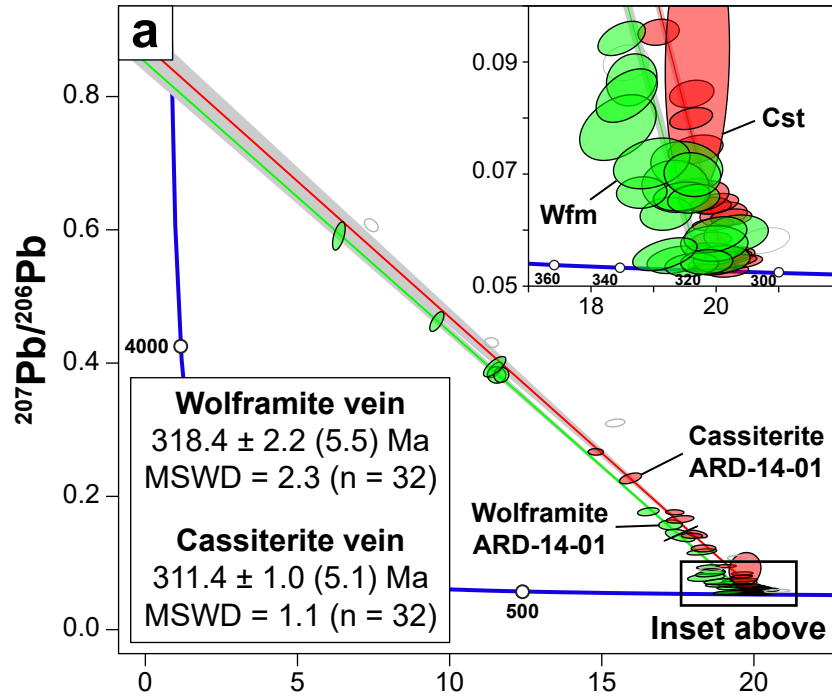 a
0.8
0.6
0.4
0.2
0.0
207Pb/206Pb
4000
0.09
0.07
0.05
Cst
Wfm
360
340
320
300
18
20
Wolframite vein
318.4 ± 2.2 (5.5) Ma
MSWD = 2.3 (n = 32)
Cassiterite vein
311.4 ± 1.0 (5.1) Ma
MSWD = 1.1 (n = 32)
Cassiterite
ARD-14-01
Wolframite
ARD-14-01
500
Inset above
0
5
10
15
20